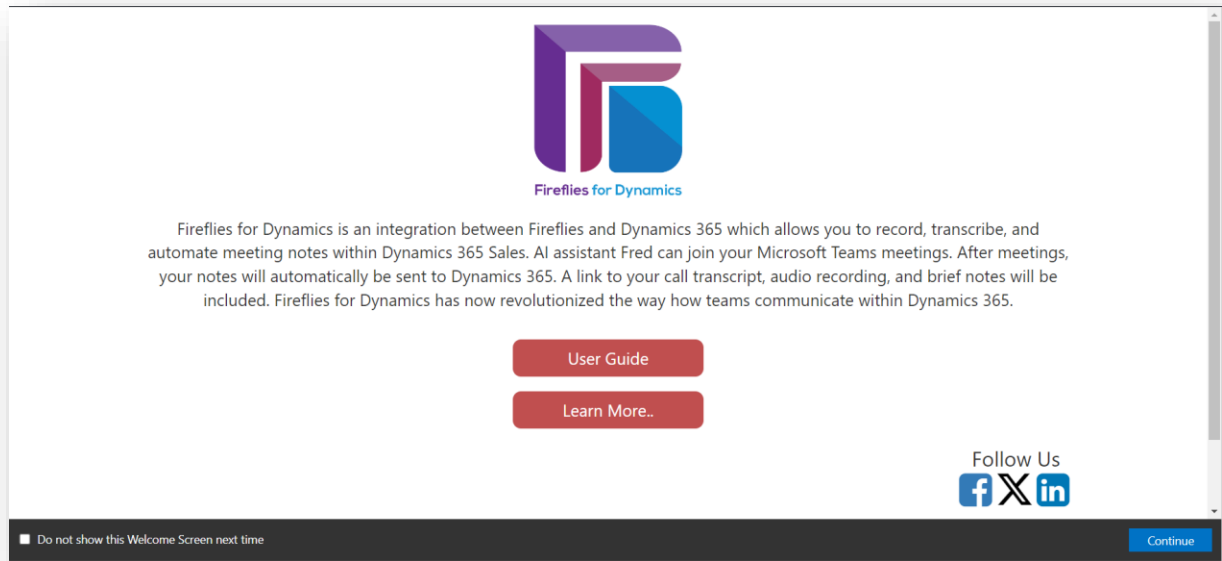 Fireflies for Dynamics
Fireflies for Dynamics is an integration between Fireflies and Dynamics 365 which allows you to record, transcribe, and
automate meeting notes within Dynamics 365 Sales. AI assistant Fred can join your Microsoft Teams meetings. After meetings,
your notes will automatically be sent to Dynamics 365. A link to your call transcript, audio recording, and brief notes will be
included. Fireflies for Dynamics has now revolutionized the way how teams communicate within Dynamics 365.
User Guide
Learn More..
Follow Us
Do not show this Welcome Screen next time
Continue